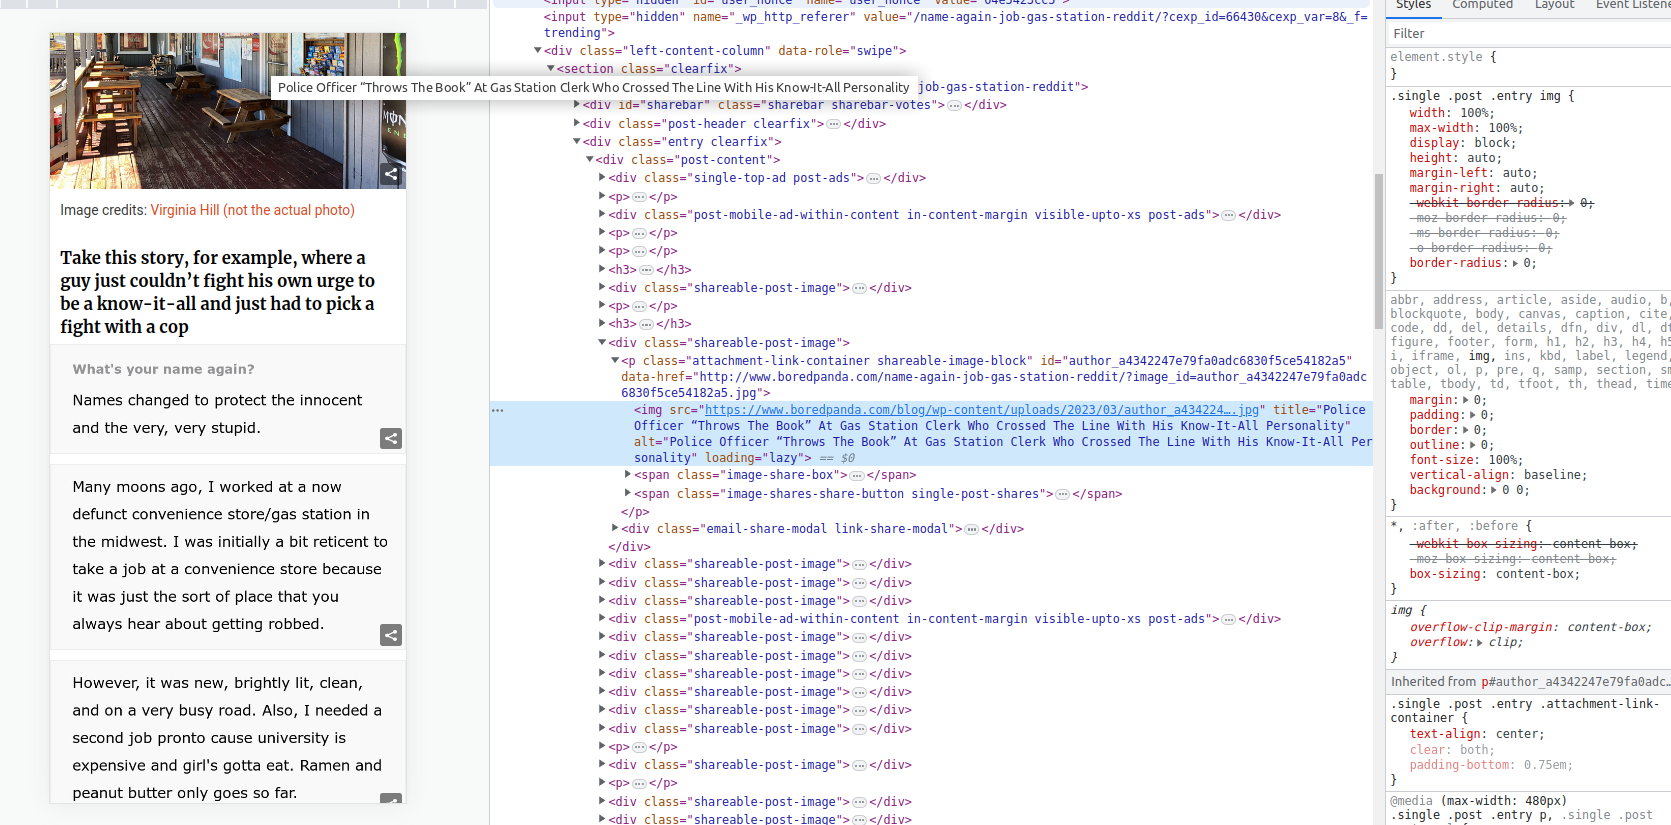 Police Officer “Throws The Book” At Gas Station Clerk Who Crossed The Line With His Know-It-All Personality
Image credits: Virginia Hill (not the actual photo)
Take this story, for example, where a
guy just couldn’t fight his own urge to
be a know-it-all and just had to pick a
fight with a cop
What's your name again?
Names changed to protect the innocent
and the very, very stupid.
Many moons ago, I worked at a now
defunct convenience store/gas station in
the midwest. I was initially a bit reticent to
take a job at a convenience store because
it was just the sort of place that you
always hear about getting robbed.
However, it was new, brightly lit, clean,
and on a very busy road. Also, I needed a
second job pronto cause university is
expensive and girl's gotta eat. Ramen and
peanut butter only goes so far.
<input type="hidden" name="_wp_http_referer" value="/name-again-job-gas-station-reddit/?cexp_id=66430&cexp_var=8&_f=
trending">
<div class="left-content-column" data-role="swipe">
<section class="clearfix">
job-gas-station-reddit">
<div id="sharebar" class="sharebar sharebar-votes"> </div>
<div class="post-header clearfix"> </div>
<div class="entry clearfix">
<div class="post-content">
<div class="single-top-ad post-ads"> </div>
<p> </p>
<div class="post-mobile-ad-within-content in-content-margin visible-upto-xs post-ads"> </div>
<p> </p>
<p> </p>
<h3> </h3>
<div class="shareable-post-image"> </div>
<p> </p>
<h3> </h3>
<div class="shareable-post-image">
<p class="attachment-link-container shareable-image-block" id="author_a4342247e79fa0adc6830f5ce54182a5"
data-href="http://www.boredpanda.com/name-again-job-gas-station-reddit/?image_id=author_a4342247e79fa0adc
6830f5ce54182a5.jpg">
<img src="https://www.boredpanda.com/blog/wp-content/uploads/2023/03/author_a434224….jpg" title="Police
Officer “Throws The Book” At Gas Station Clerk Who Crossed The Line With His Know-It-All Personality"
alt="Police Officer “Throws The Book” At Gas Station Clerk Who Crossed The Line With His Know-It-All Per
sonality" loading="lazy"> == $0
<span class="image-share-box"> </span>
<span class="image-shares-share-button single-post-shares"> </span>
</p>
<div class="email-share-modal link-share-modal"> </div>
</div>
<div class="shareable-post-image"> </div>
<div class="shareable-post-image"> </div>
<div class="shareable-post-image"> </div>
<div class="post-mobile-ad-within-content in-content-margin visible-upto-xs post-ads"> </div>
<div class="shareable-post-image"> </div>
<div class="shareable-post-image"> </div>
<div class="shareable-post-image"> </div>
<div class="shareable-post-image"> </div>
<div class="shareable-post-image"> </div>
<div class="shareable-post-image"> </div>
<p> </p>
<div class="shareable-post-image"> </div>
<p> </p>
<div class="shareable-post-image"> </div>
<div class="shareable-post-image"> </div>
Styles Computed Layout Event Listene
Filter
element.style {
}
.single .post .entry img {
width: 100%;
max-width: 100%;
display: block;
height: auto;
margin-left: auto;
margin-right: auto;
-webkit-border-radius: 0;
-moz-border-radius: 0;
-ms-border-radius: 0;
-o-border-radius: 0;
border-radius: 0;
}
abbr, address, article, aside, audio, b,
blockquote, body, canvas, caption, cite,
code, dd, del, details, dfn, div, dl, dt
figure, footer, form, h1, h2, h3, h4, h5
i, iframe, img, ins, kbd, label, legend,
object, ol, p, pre, q, samp, section, sm
table, tbody, td, tfoot, th, thead, time
margin: 0;
padding: 0;
border: 0;
outline: 0;
font-size: 100%;
vertical-align: baseline;
background: 0 0;
}
*, :after, :before {
-webkit-box-sizing: content-box;
-moz-box-sizing: content-box;
box-sizing: content-box;
}
img {
overflow-clip-margin: content-box;
overflow: clip;
}
Inherited from p#author_a4342247e79fa0adc…
.single .post .entry .attachment-link-
container {
text-align: center;
clear: both;
padding-bottom: 0.75em;
}
@media (max-width: 480px)
.single .post .entry p, .single .post